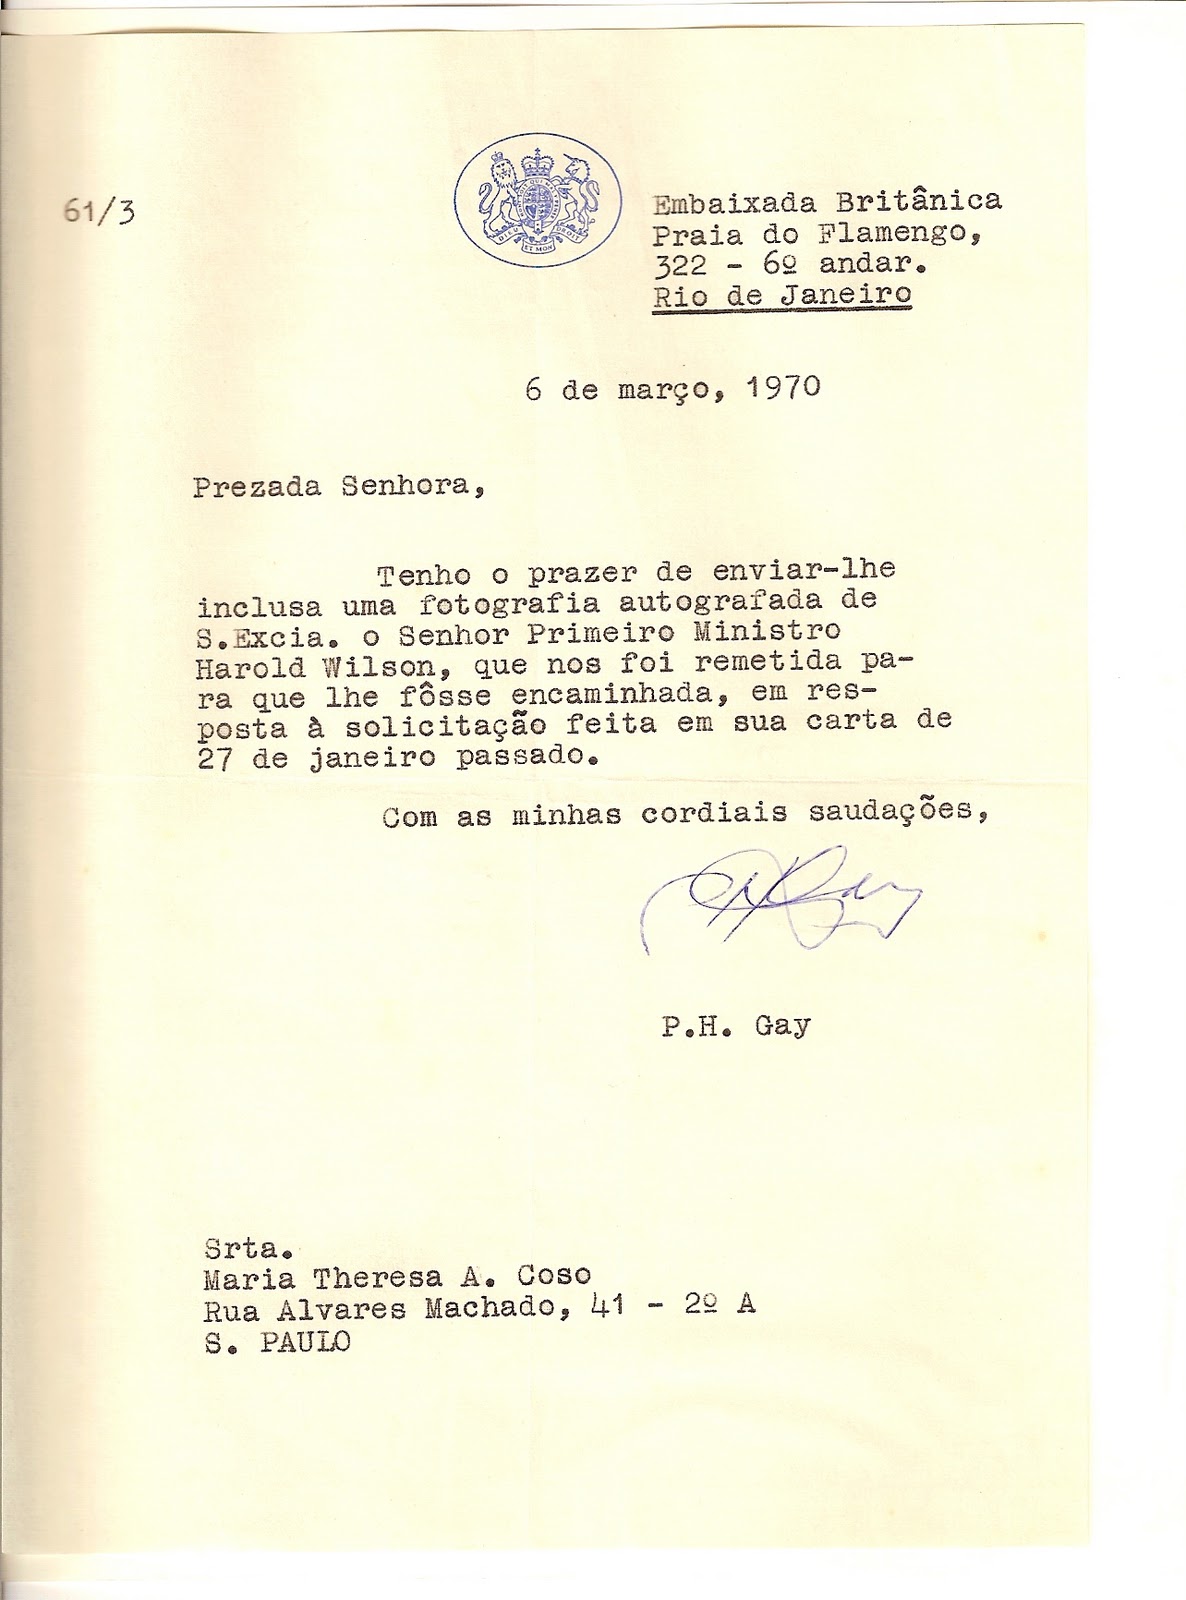 61/3
Embaixada Britânica
Praia do Flamengo,
322 - 6º andar.
Rio de Janeiro
6 de março, 1970
Prezada Senhora,
Tenho o prazer de enviar-lhe
inclusa uma fotografia autografada de
S.Excia. o Senhor Primeiro Ministro
Harold Wilson, que nos foi remetida pa-
ra que lhe fôsse encaminhada, em res-
posta à solicitação feita em sua carta de
27 de janeiro passado.
Com as minhas cordiais saudações,
P.H. Gay
Srta.
Maria Theresa A. Coso
Rua Alvares Machado, 41 - 2º A
S. PAULO